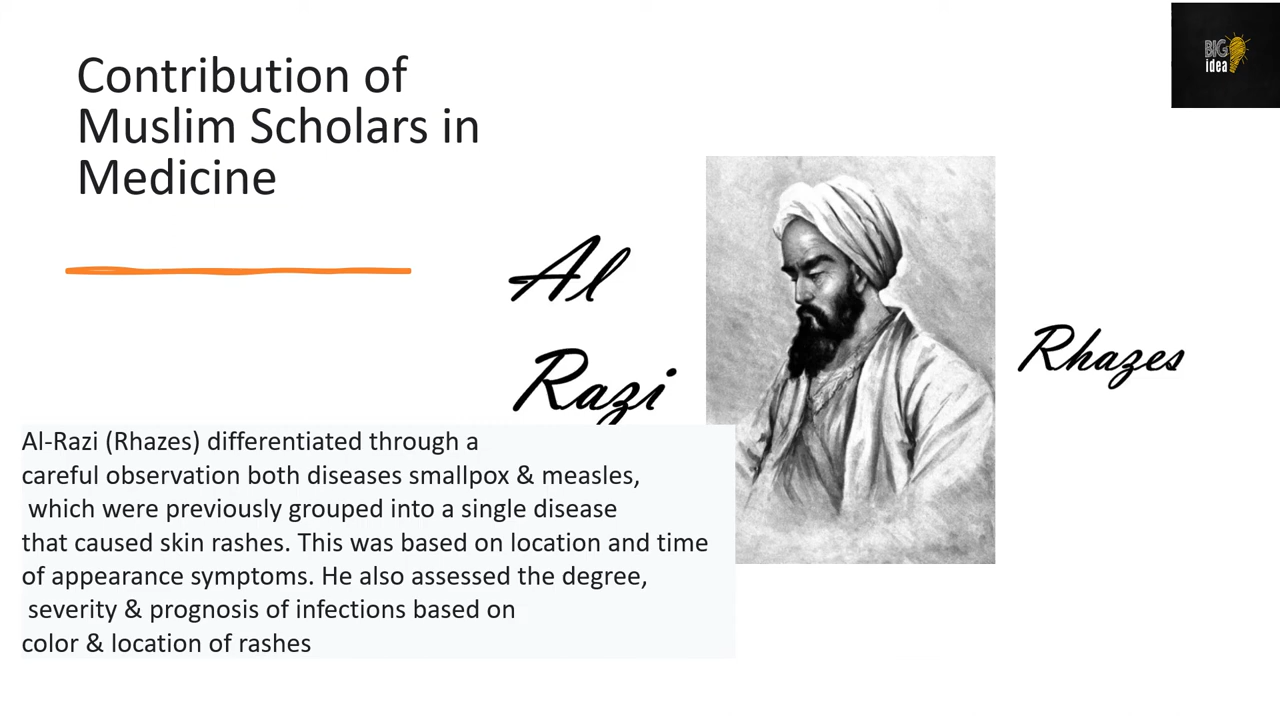 Contribution of
Muslim Scholars in
Medicine
BIG
idea
Al
Razi
Rhazes
Al-Razi (Rhazes) differentiated through a
careful observation both diseases smallpox & measles,
which were previously grouped into a single disease
that caused skin rashes. This was based on location and time
of appearance symptoms. He also assessed the degree,
severity & prognosis of infections based on
color & location of rashes